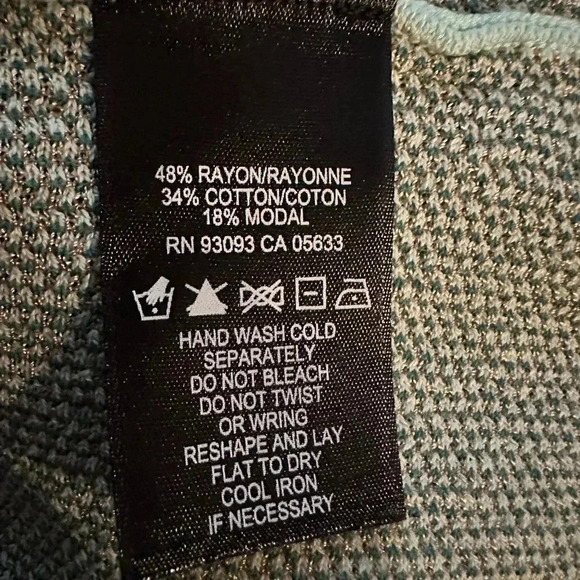 48% RAYON/RAYONNE
34% COTTON/COTON
18% MODAL
RN 93093 CA 05633
HAND WASH COLD
SEPARATELY
DO NOT BLEACH
DO NOT TWIST
OR WRING
RESHAPE AND LAY
FLAT TO DRY
COOL IRON
IF NECESSARY